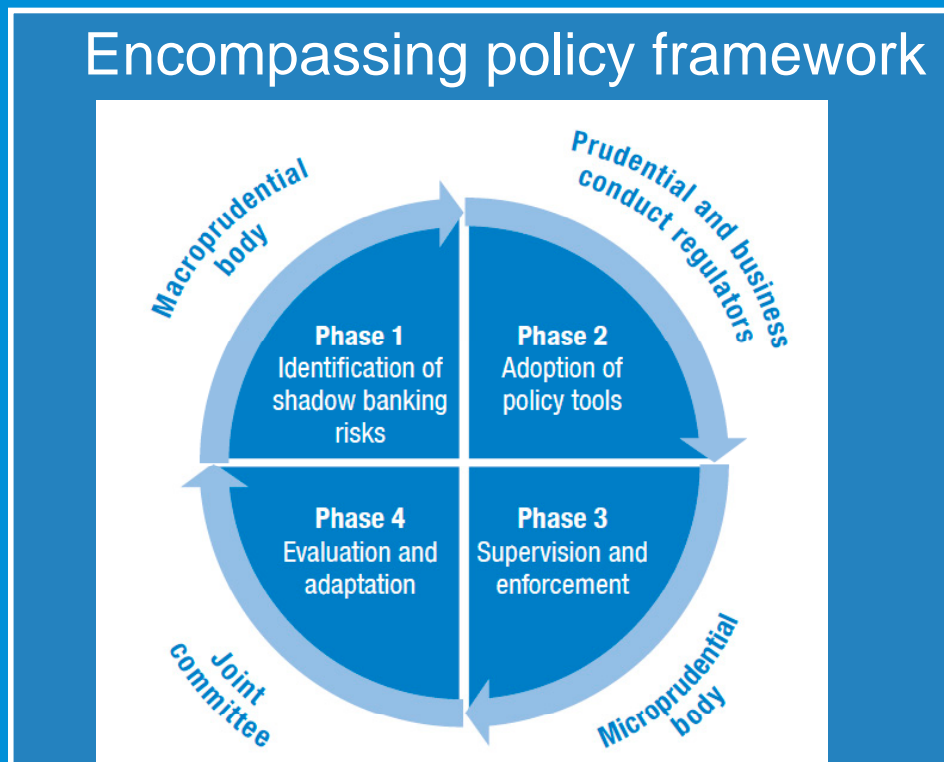 Encompassing policy framework
Macroprudential
body
Prudential and business
conduct regulators
Phase 1
Identification of
shadow banking
risks
Phase 2
Adoption of
policy tools
Phase 4
Evaluation and
adaptation
Phase 3
Supervision and
enforcement
Joint
committee
Microprudential
body